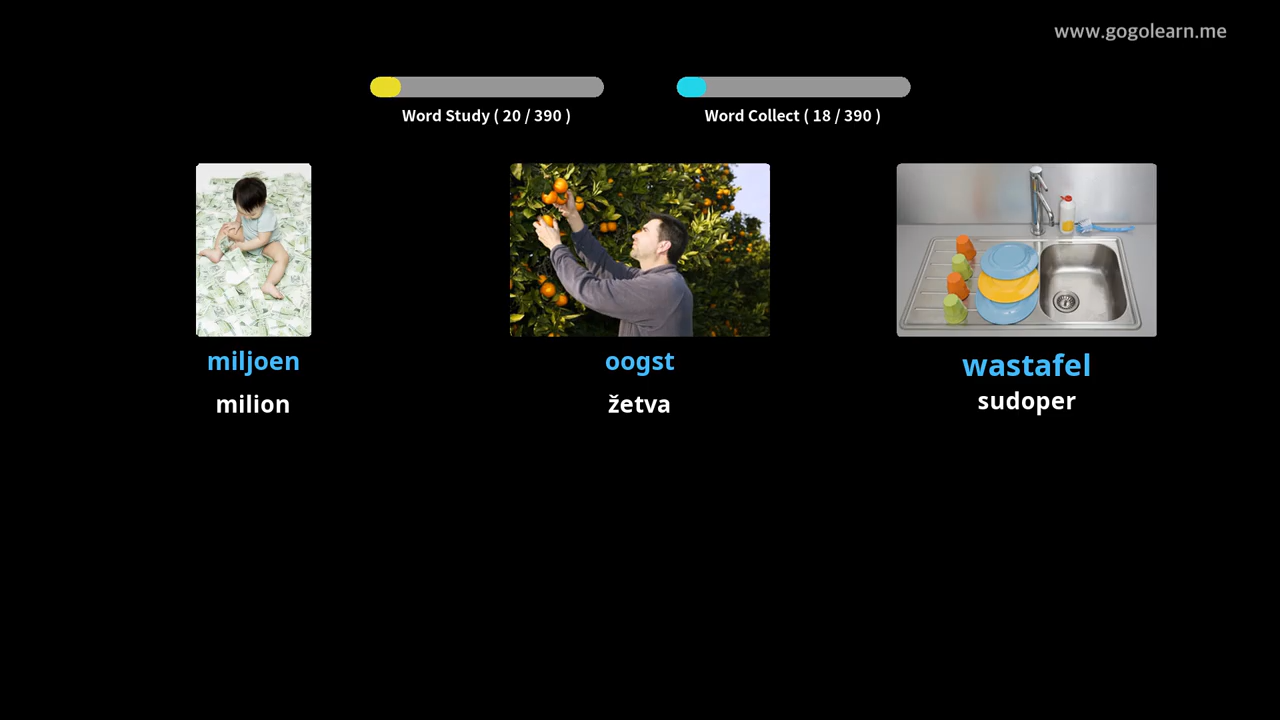 www.gogolearn.me
Word Study ( 20 / 390 )
Word Collect ( 18 / 390 )
miljoen
milion
oogst
žetva
wastafel
sudoper